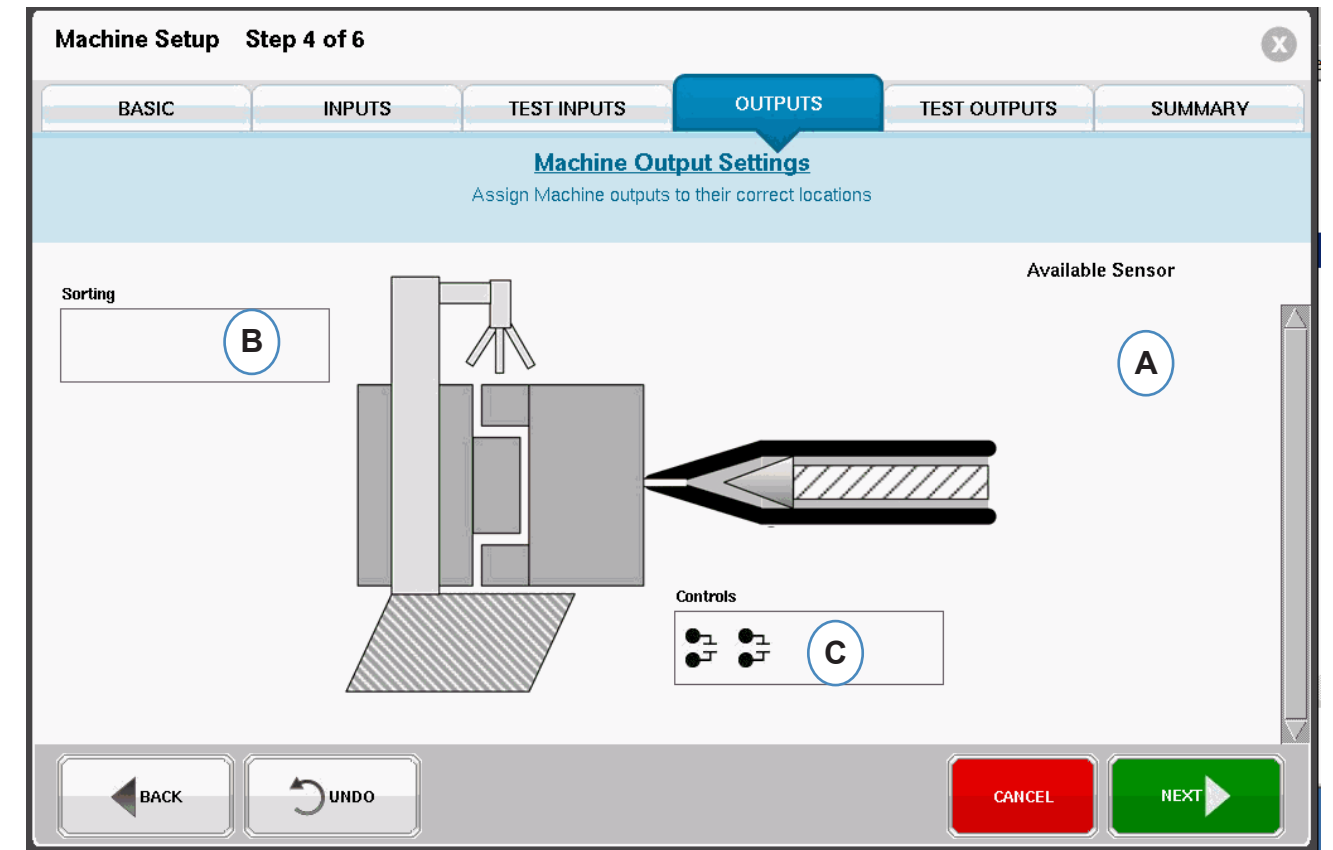 Machine Setup Step 4 of 6
X
BASIC INPUTS TEST INPUTS OUTPUTS TEST OUTPUTS SUMMARY
Machine Output Settings
Assign Machine outputs to their correct locations
Available Sensor
Sorting
B
A
Controls
C
BACK UNDO CANCEL NEXT